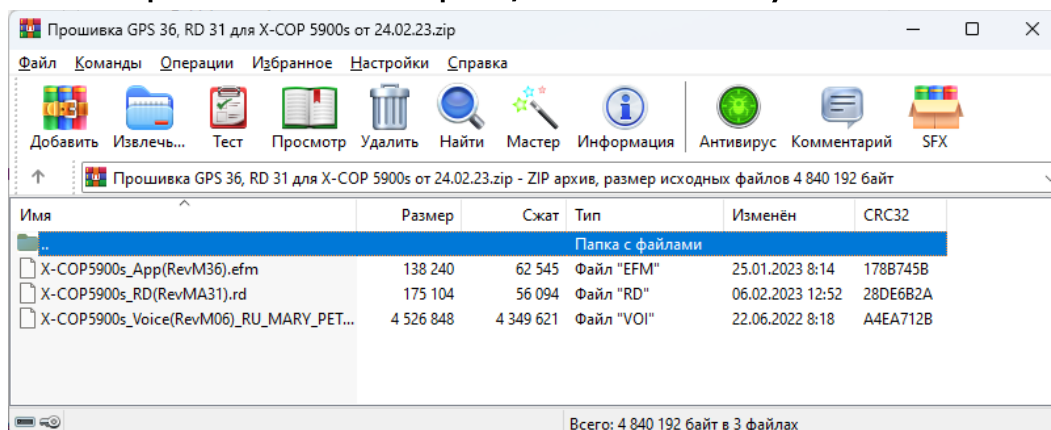 Прошивка GPS 36, RD 31 для X-COP 5900s от 24.02.23.zip
Файл Команды Операции Избранное Настройки Справка
Добавить Извлечь... Тест Просмотр Удалить Найти Мастер Информация Антивирус Комментарий SFX
Прошивка GPS 36, RD 31 для X-COP 5900s от 24.02.23.zip - ZIP архив, размер исходных файлов 4 840 192 байт
Имя Размер Сжат Тип Изменён CRC32
.. Папка с файлами
X-COP5900s_App(RevM36).efm 138 240 62 545 Файл "EFM" 25.01.2023 8:14 178B745B
X-COP5900s_RD(RevMA31).rd 175 104 56 094 Файл "RD" 06.02.2023 12:52 28DE6B2A
X-COP5900s_Voice(RevM06)_RU_MARY_PET... 4 526 848 4 349 621 Файл "VOI" 22.06.2022 8:18 A4EA712B
Всего: 4 840 192 байт в 3 файлах